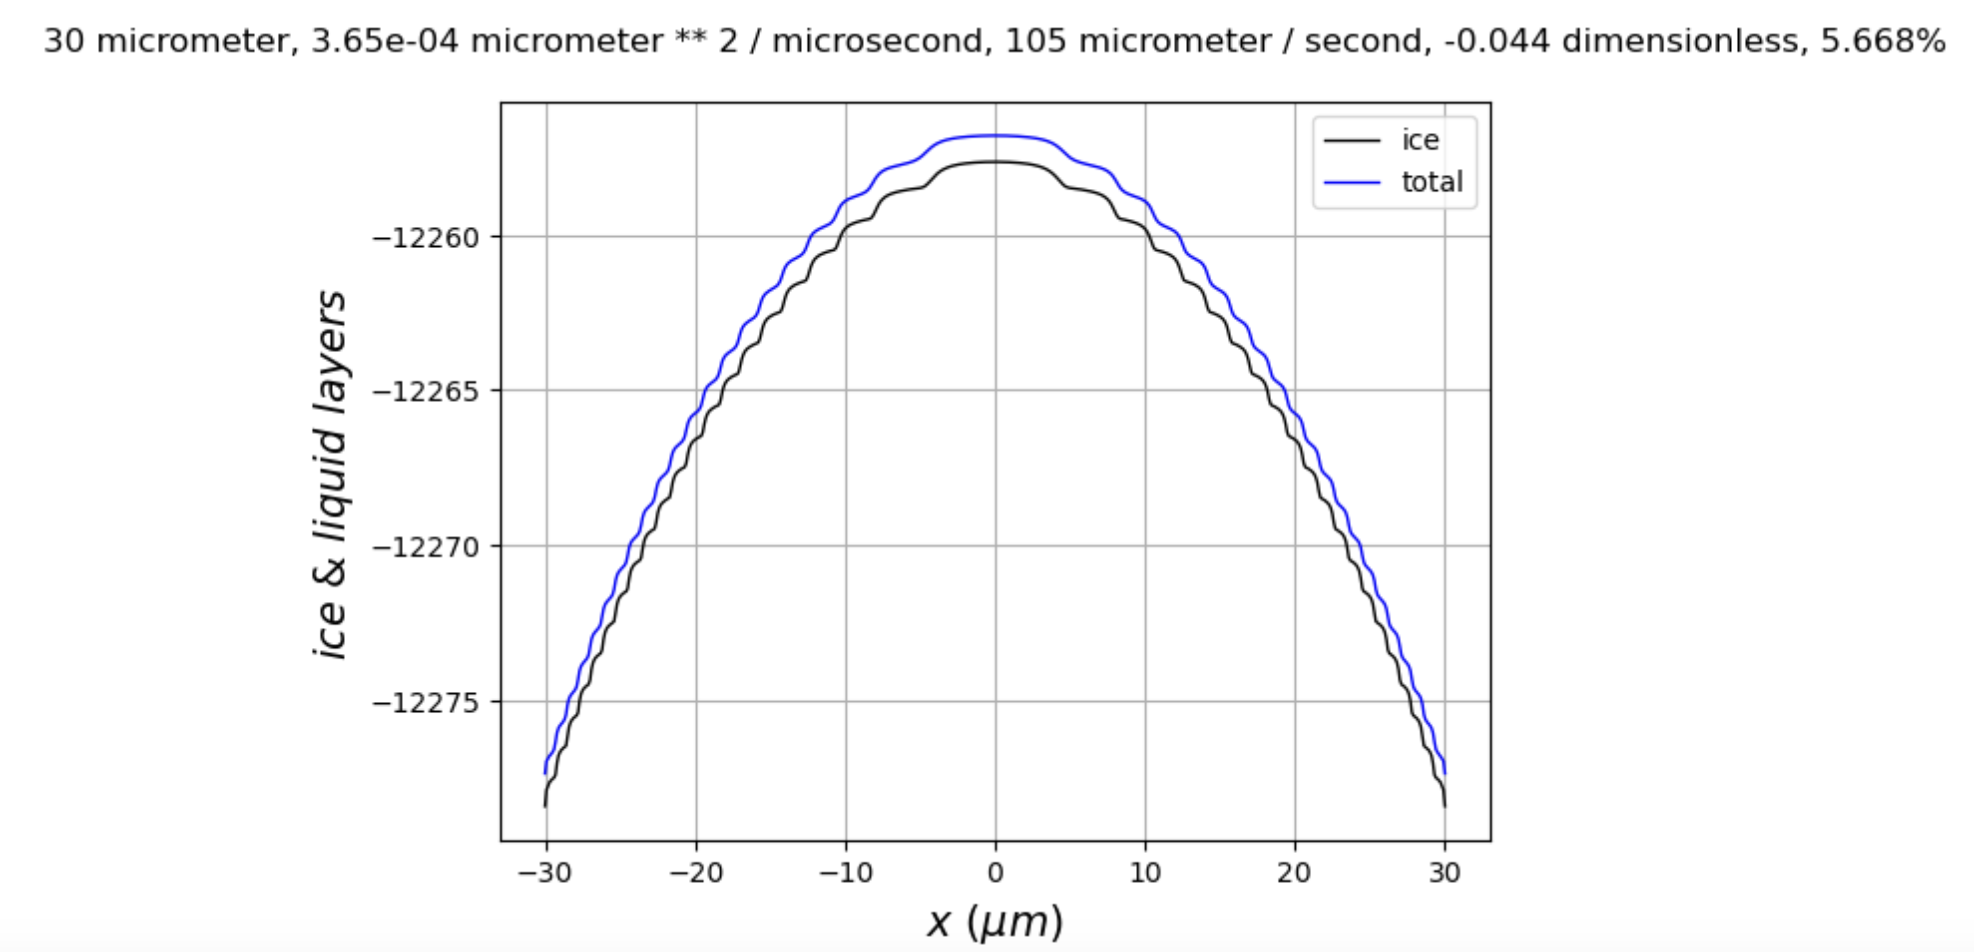 30 micrometer, 3.65e-04 micrometer ** 2 / microsecond, 105 micrometer / second, -0.044 dimensionless, 5.668%
ice
total
ice & liquid layers
−12260
−12265
−12270
−12275
−30
−20
−10
0
10
20
30
x (μm)